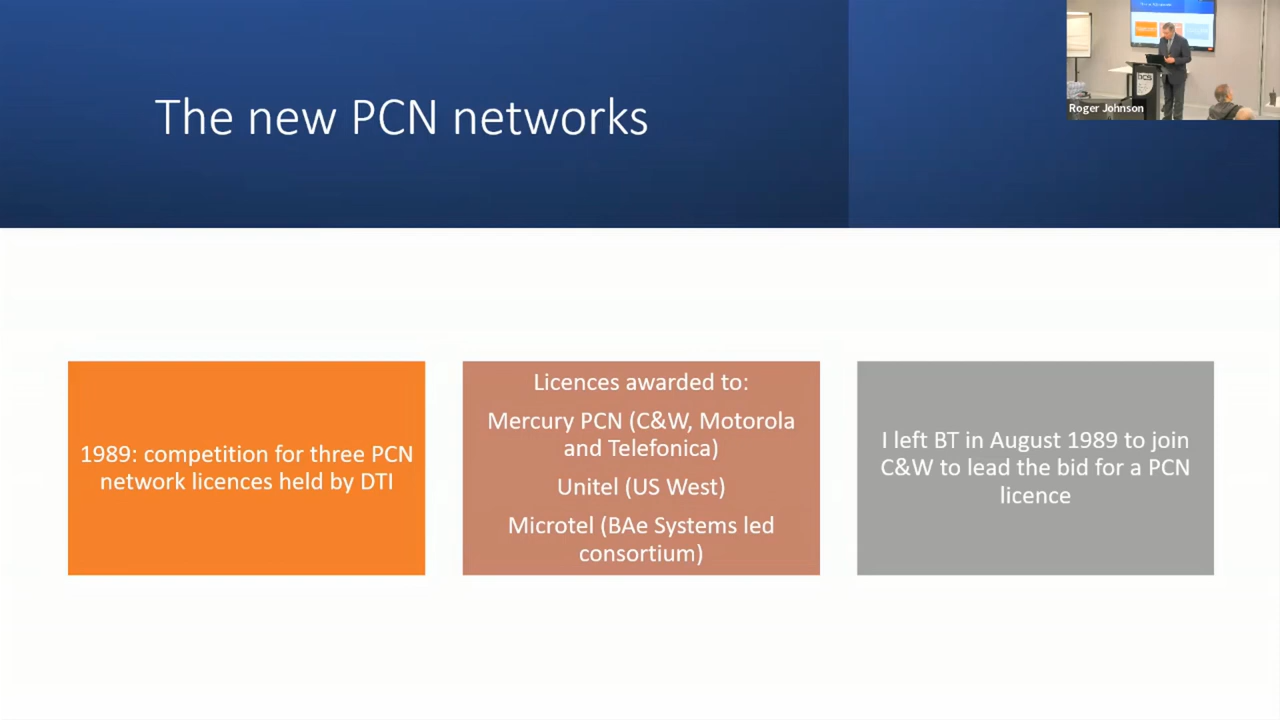 The new PCN networks
Roger Johnson
BCS
1989: competition for three PCN
network licences held by DTI
Licences awarded to:
Mercury PCN (C&W, Motorola
and Telefonica)
Unitel (US West)
Microtel (BAe Systems led
consortium)
I left BT in August 1989 to join
C&W to lead the bid for a PCN
licence